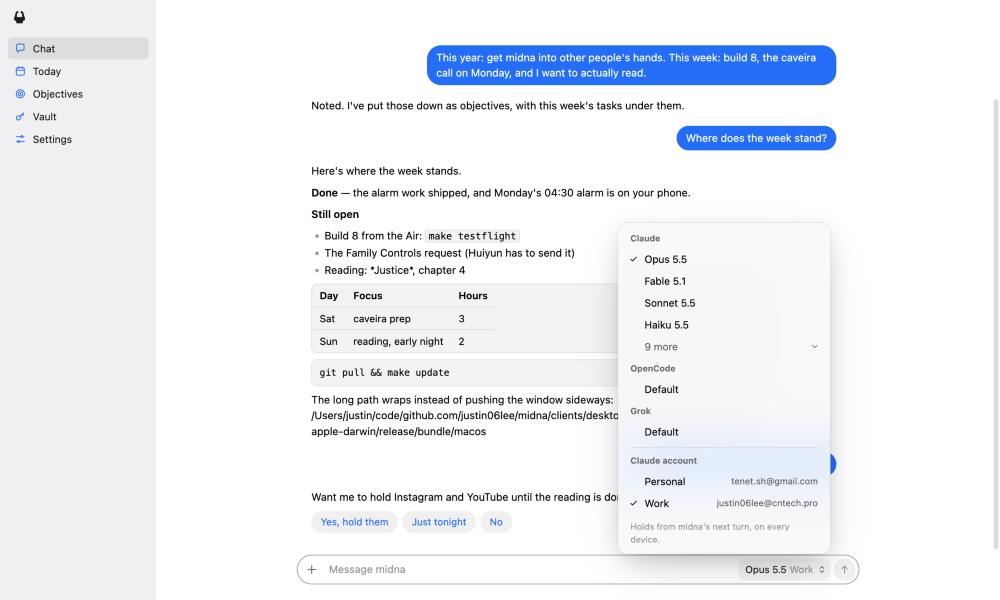 Chat
Today
Objectives
Vault
Settings
This year: get midna into other people's hands. This week: build 8, the caveira
call on Monday, and I want to actually read.
Noted. I've put those down as objectives, with this week's tasks under them.
Where does the week stand?
Here's where the week stands.
Done — the alarm work shipped, and Monday's 04:30 alarm is on your phone.
Still open
Build 8 from the Air: make testflight
The Family Controls request (Huiyun has to send it)
Reading: *Justice*, chapter 4
Day Focus Hours
Sat caveira prep 3
Sun reading, early night 2
git pull && make update
The long path wraps instead of pushing the window sideways:
/Users/justin/code/github.com/justin06lee/midna/clients/deskto
apple-darwin/release/bundle/macos
Want me to hold Instagram and YouTube until the reading is do
Yes, hold them
Just tonight
No
Claude
Opus 5.5
Fable 5.1
Sonnet 5.5
Haiku 5.5
9 more
OpenCode
Default
Grok
Default
Claude account
Personal tenet.sh@gmail.com
Work justin06lee@cntech.pro
Holds from midna's next turn, on every
device.
Message midna
Opus 5.5 Work